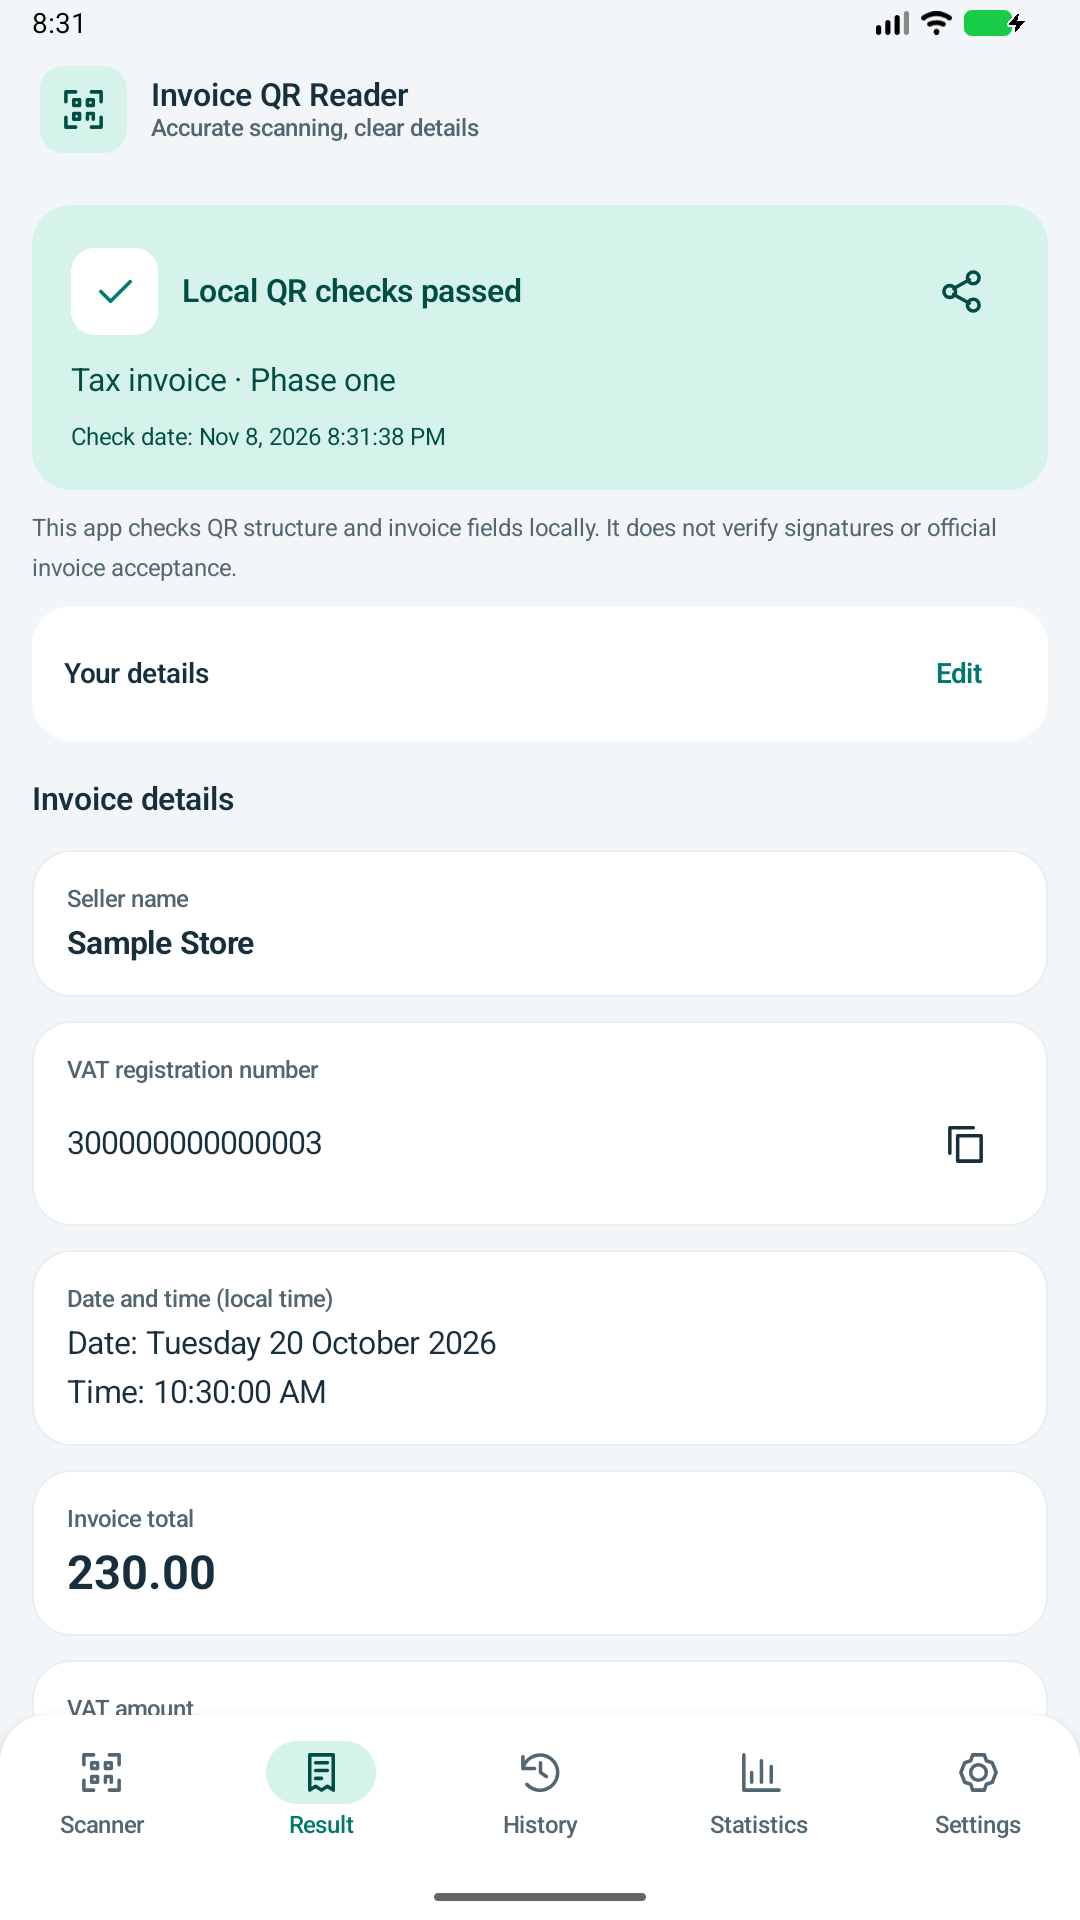 8:31
Invoice QR Reader
Accurate scanning, clear details
Local QR checks passed
Tax invoice · Phase one
Check date: Nov 8, 2026 8:31:38 PM
This app checks QR structure and invoice fields locally. It does not verify signatures or official
invoice acceptance.
Your details
Edit
Invoice details
Seller name
Sample Store
VAT registration number
300000000000003
Date and time (local time)
Date: Tuesday 20 October 2026
Time: 10:30:00 AM
Invoice total
230.00
VAT amount
Scanner
Result
History
Statistics
Settings